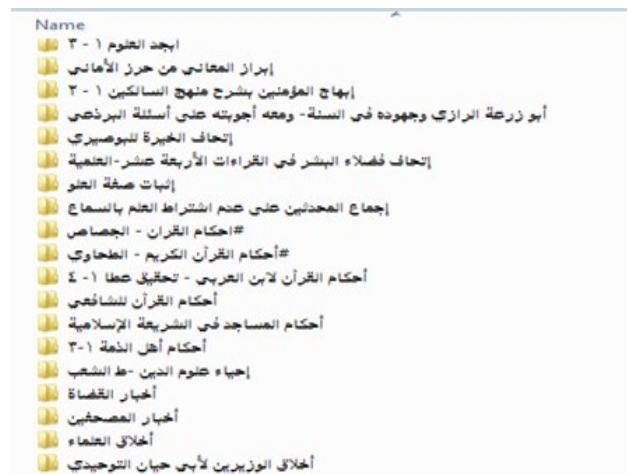 Name
ابجد العلوم ١ - ٣
إبراز المعاني من حرز الأماني
إبهاج المؤمنين بشرح منهج السالكين ١ - ٢
أبو زرعة الرازي وجهوده في السنة- ومعه أجوبته على أسئلة البرذعي
إتحاف الخيرة للبوصيري
إتحاف فضلاء البشر في القراءات الأربعة عشر-العلمية
إثبات صفة العلو
إجماع المحدثين على عدم اشتراط العلم بالسماع
#احكام القران - الجصاص
#أحكام القرآن الكريم - الطحاوي
أحكام القرآن لابن العربي - تحقيق عطا ١- ٤
أحكام القرآن للشافعي
أحكام المساجد في الشريعة الإسلامية
أحكام أهل الذمة ١-٣
إحياء علوم الدين -ط الشعب
أخبار القضاة
أخبار المصحفين
أخلاق العلماء
أخلاق الوزيرين لأبي حيان التوحيدي